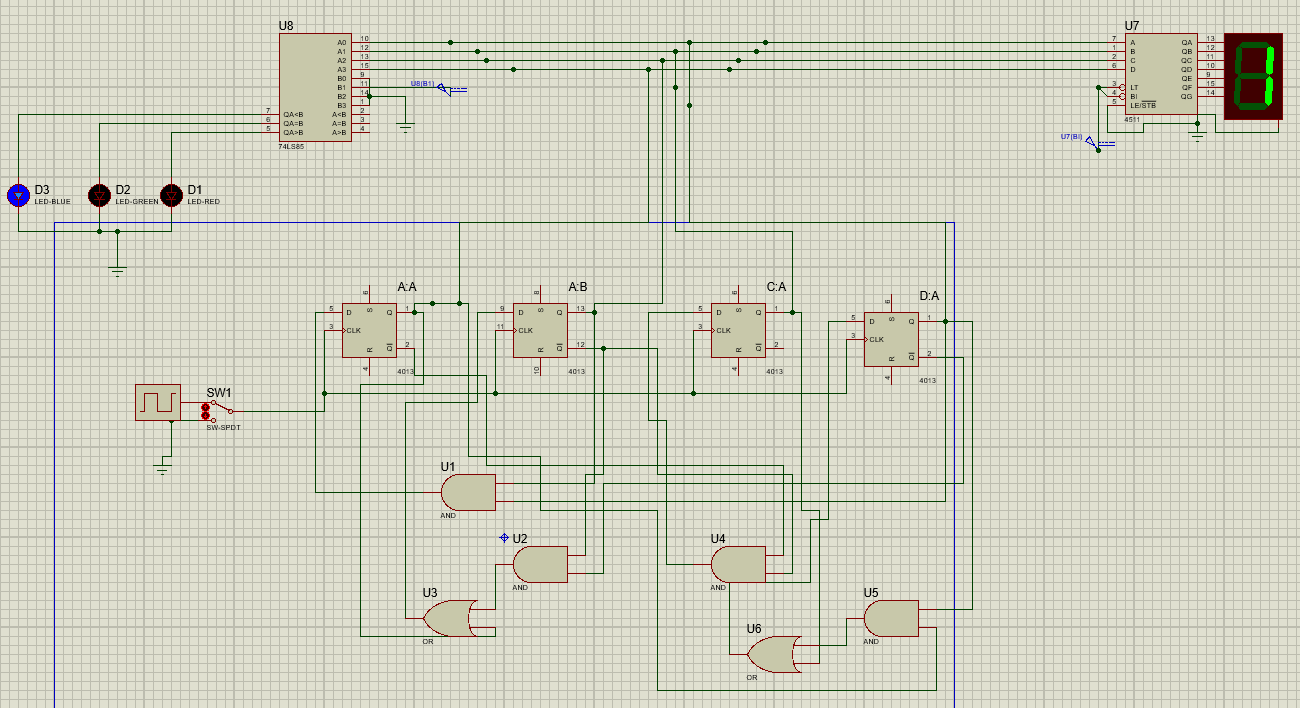 U8
A0 10
A1 12
A2 13
A3 15
B0 9
B1 11
B2 14
B3 1
7 QA<B A<B 2
6 QA=B A=B 3
5 QA>B A>B 4
74LS85
U8(B1)
U7
7 A QA 13
1 B QB 12
2 C QC 11
6 D QD 10
QE 9
3 LT QF 15
4 BI QG 14
5 LE/STB
4511
U7(BI)
D3
LED-BLUE
D2
LED-GREEN
D1
LED-RED
A:A
6
5 D S Q 1
3 CLK
R Q 2
4
4013
A:B
8
9 D S Q 13
11 CLK
R Q 12
10
4013
C:A
6
5 D S Q 1
3 CLK
R Q 2
4
4013
D:A
6
5 D S Q 1
3 CLK
R Q 2
4
4013
SW1
SW-SPDT
U1
AND
U2
AND
U4
AND
U3
OR
U5
AND
U6
OR